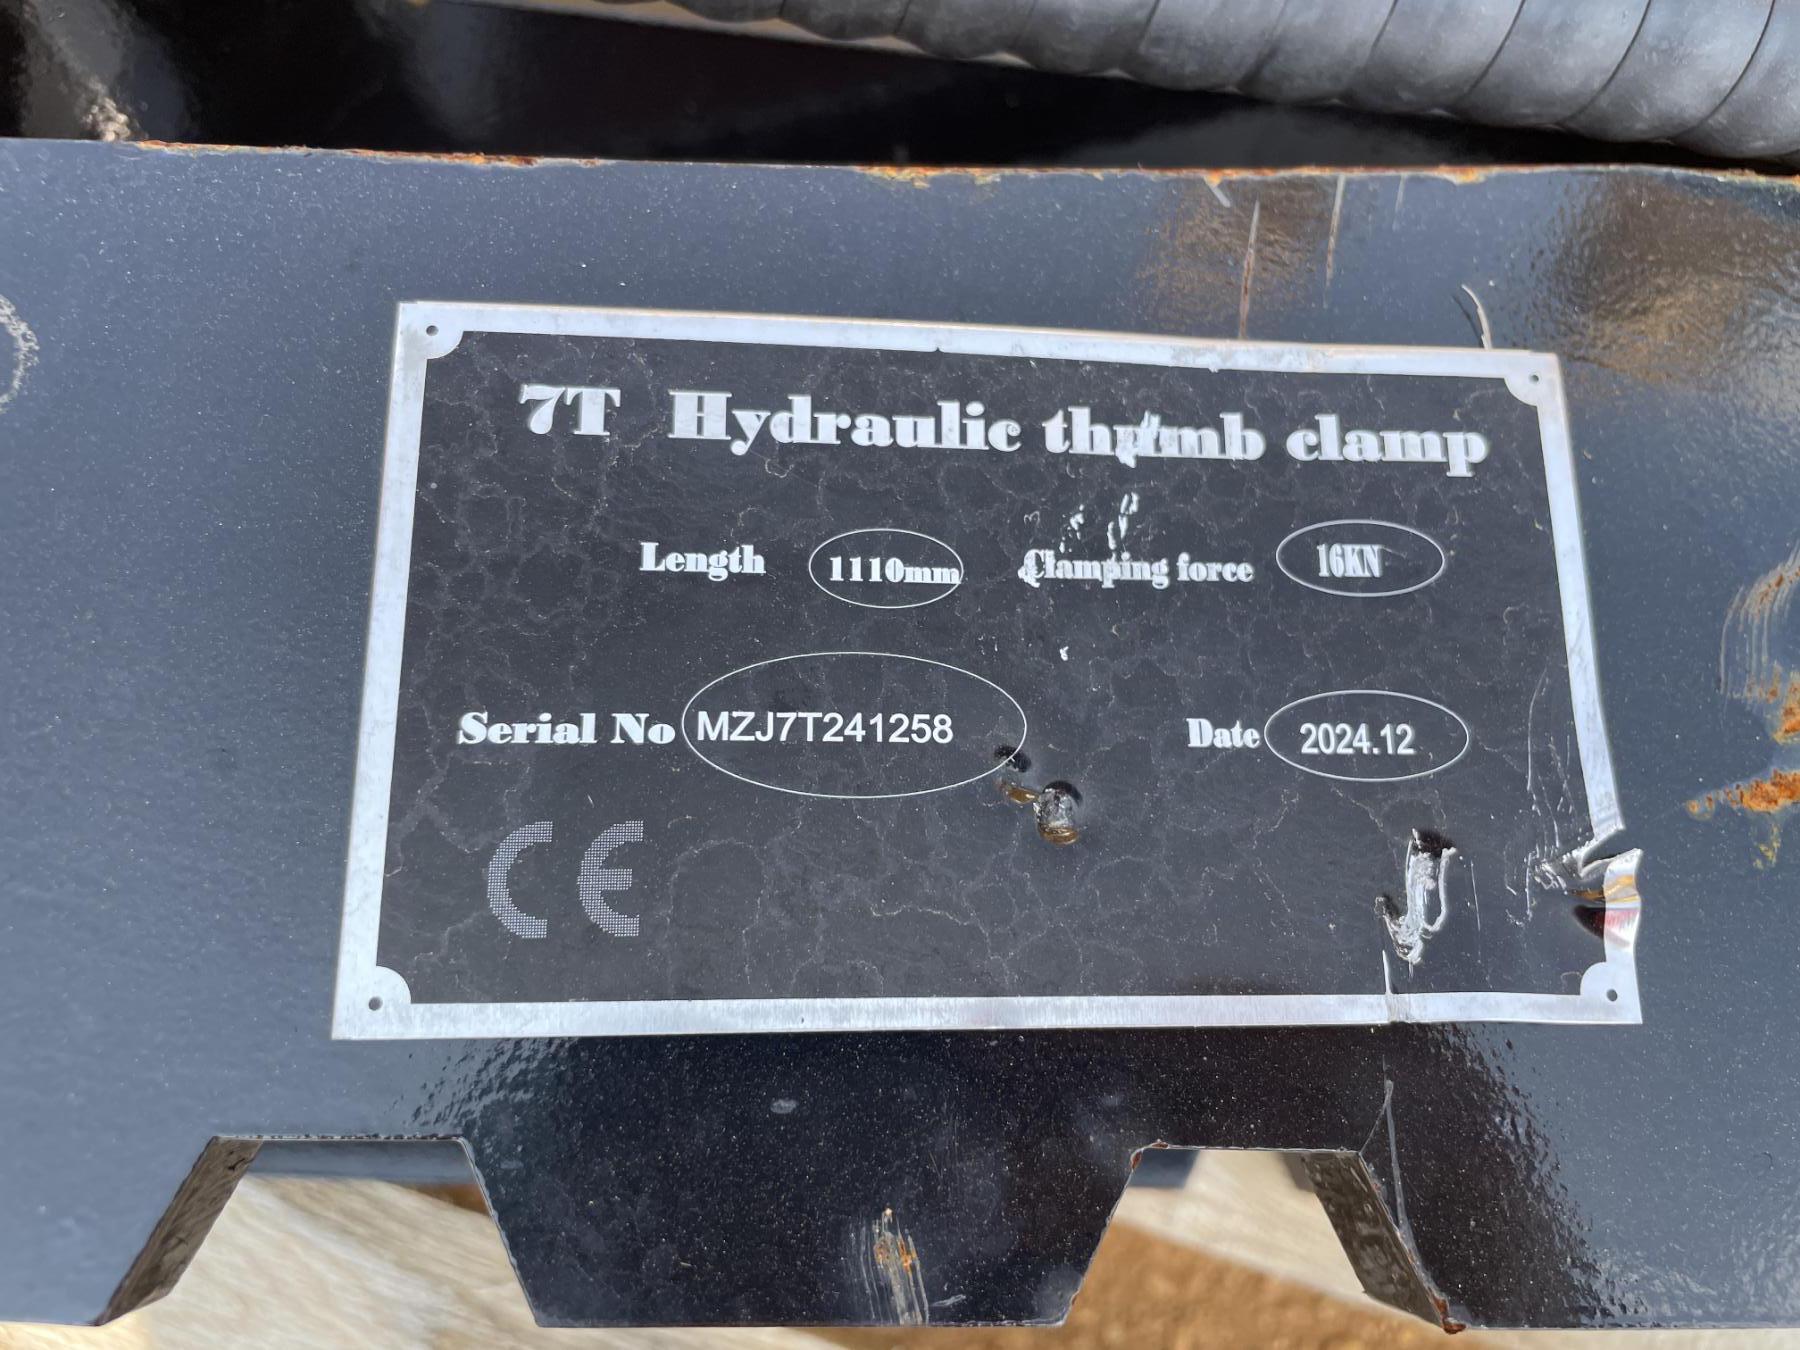 7T Hydraulic thumb clamp
Length 1110mm Clamping force 16KN
Serial No MZJ7T241258 Date 2024.12
CE